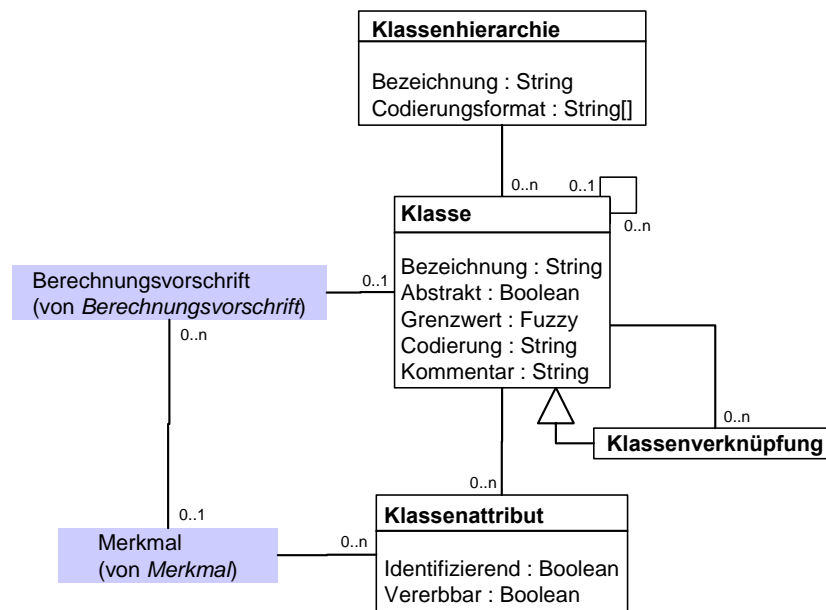 Klassenhierarchie
Bezeichnung : String
Codierungsformat : String[]
0..n
0..1
0..n
Klasse
Bezeichnung : String
Abstrakt : Boolean
Grenzwert : Fuzzy
Codierung : String
Kommentar : String
Berechnungsvorschrift
(von Berechnungsvorschrift)
0..1
0..n
0..n
Klassenverknüpfung
0..n
Klassenattribut
Identifizierend : Boolean
Vererbbar : Boolean
0..1
Merkmal
(von Merkmal)
0..n